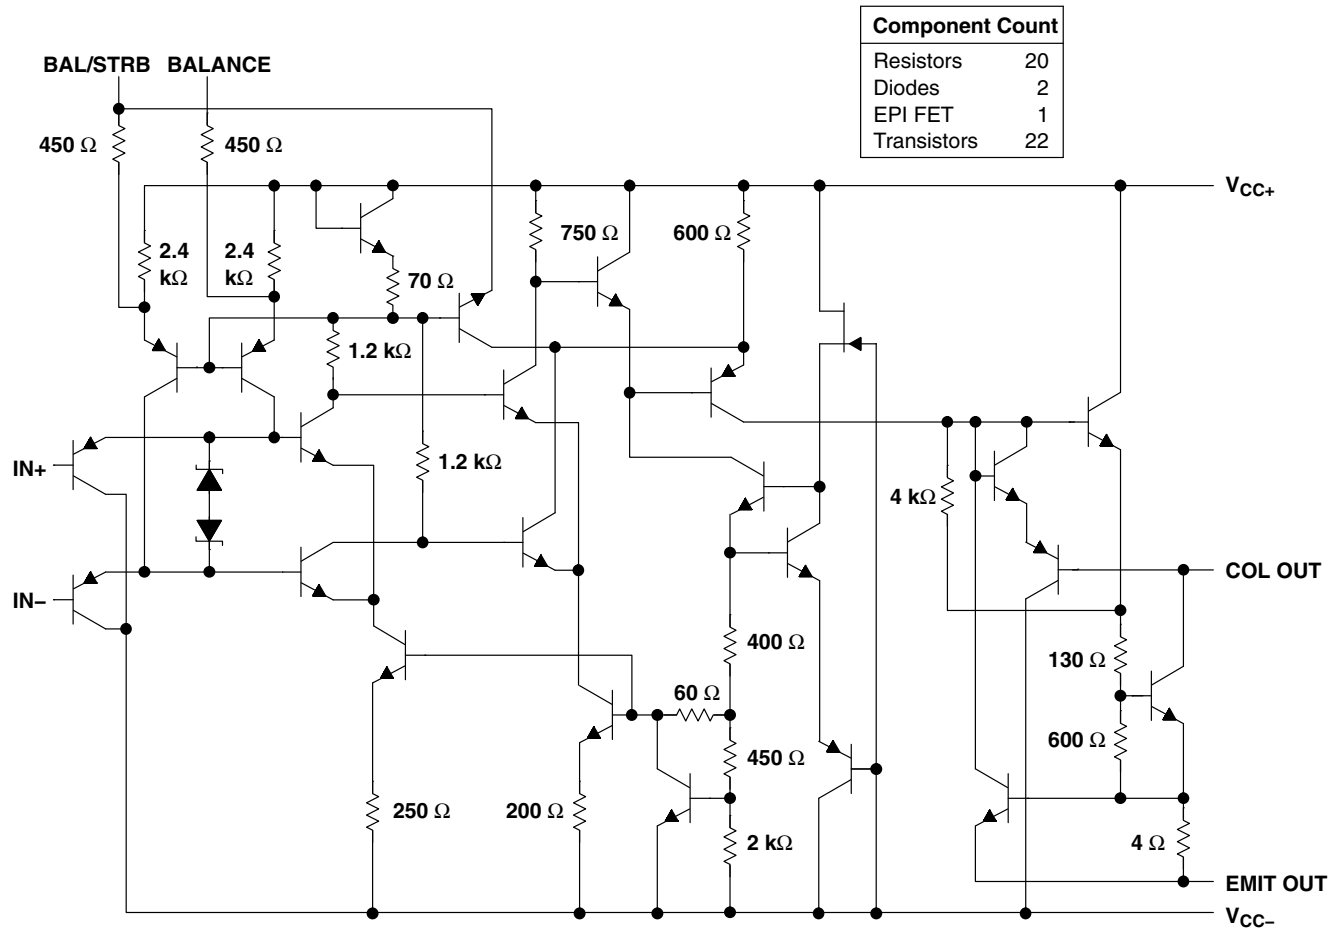 Component Count
Resistors 20
Diodes 2
EPI FET 1
Transistors 22
BAL/STRB BALANCE
450 Ω 450 Ω
V_CC+
2.4 kΩ
2.4 kΩ
70 Ω
750 Ω
600 Ω
1.2 kΩ
IN+
1.2 kΩ
4 kΩ
COL OUT
IN−
400 Ω
130 Ω
60 Ω
600 Ω
450 Ω
250 Ω
200 Ω
2 kΩ
4 Ω
EMIT OUT
V_CC−